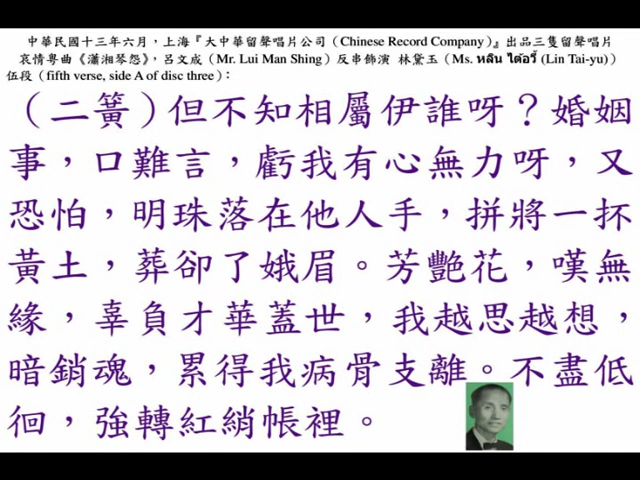 中華民國十三年六月，上海『大中華留聲唱片公司（Chinese Record Company）』出品三隻留聲唱片
哀情粵曲《瀟湘琴怨》，呂文成（Mr. Lui Man Shing）反串飾演 林黛玉（Ms. หลิน ไต้อวี้ (Lin Tai-yu)）
伍段（fifth verse, side A of disc three）：
（二簧）但不知相屬伊誰呀？婚姻
事，口難言，虧我有心無力呀，又
恐怕，明珠落在他人手，拼將一抔
黃土，葬卻了娥眉。芳艷花，嘆無
緣，辜負才華蓋世，我越思越想，
暗銷魂，累得我病骨支離。不盡低
徊，強轉紅綃帳裡。